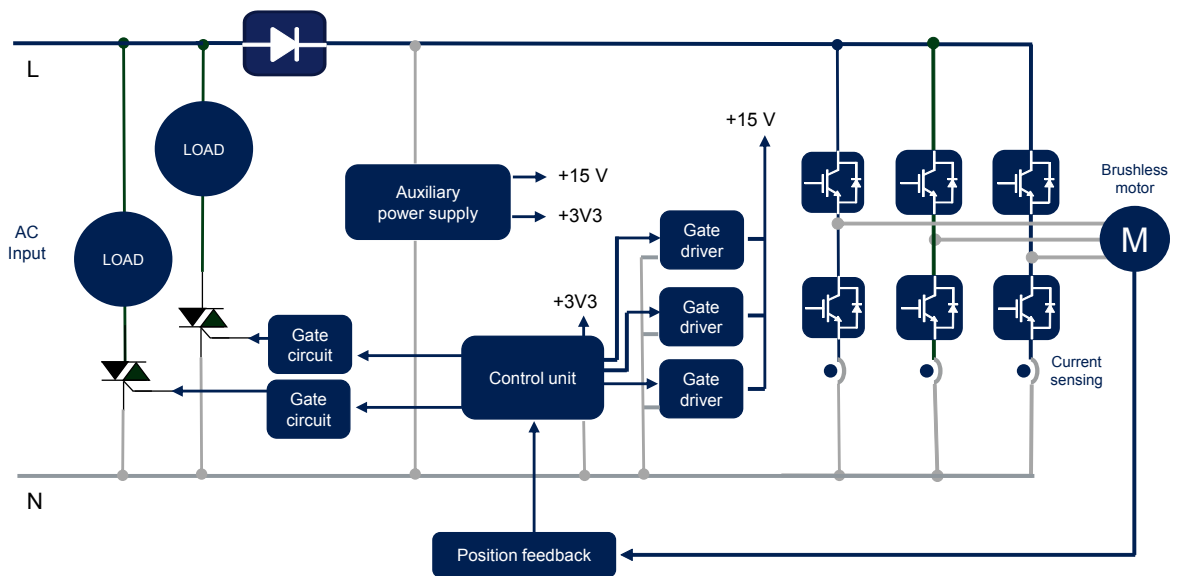 L
LOAD
LOAD
AC
Input
Auxiliary
power supply
+15 V
+3V3
+15 V
Gate
driver
Gate
driver
Gate
driver
+3V3
Control unit
Gate
circuit
Gate
circuit
Brushless
motor
M
Current
sensing
N
Position feedback